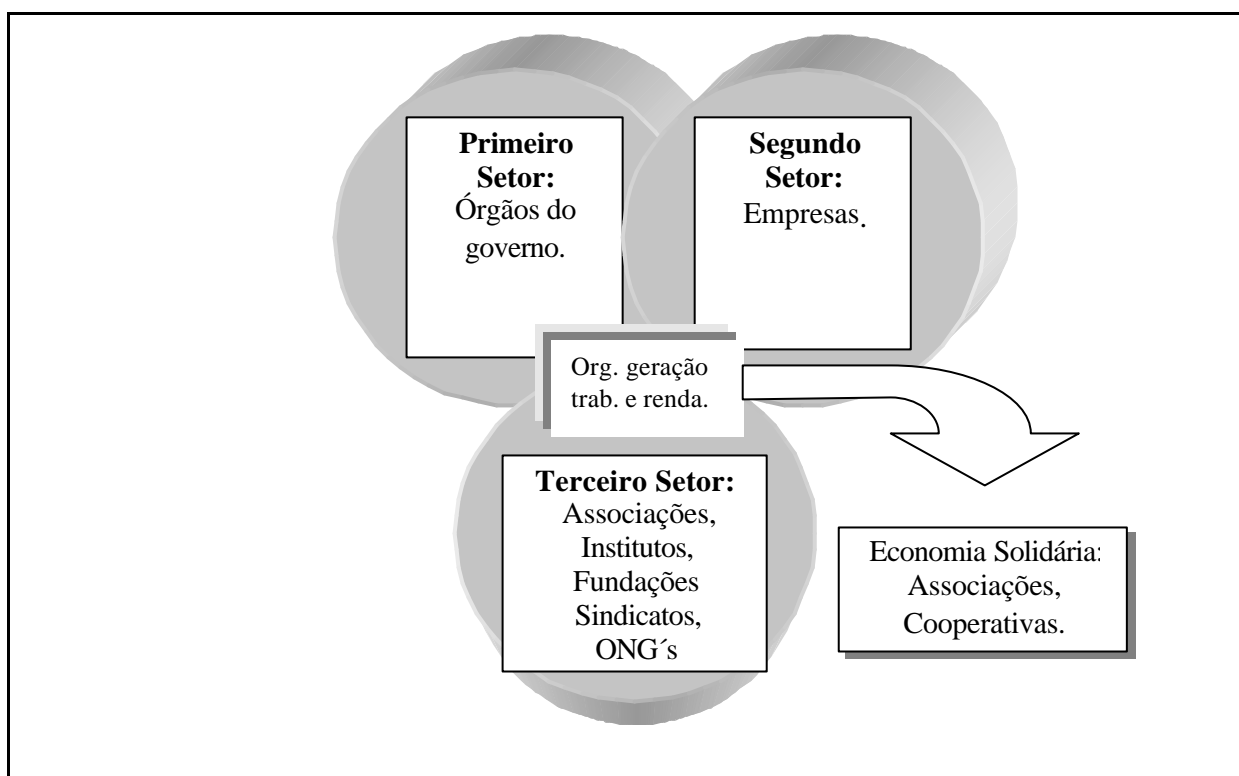 Primeiro
Setor:
Órgãos do
governo.
Segundo
Setor:
Empresas.
Org. geração
trab. e renda.
Terceiro Setor:
Associações,
Institutos,
Fundações
Sindicatos,
ONG´s
Economia Solidária:
Associações,
Cooperativas.